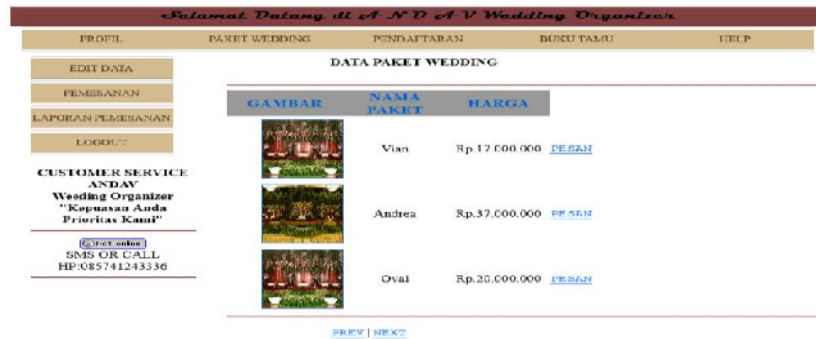 Selamat Datang di A N D A V Wedding Organizer
PROFIL PAKET WEDDING PENDAFTARAN BUKU TAMU HELP
EDIT DATA
PEMESANAN
LAPORAN PEMESANAN
LOGOUT
CUSTOMER SERVICE
ANDAV
Weeding Organizer
"Kepuasan Anda
Prioritas Kami"
SMS OR CALL
HP:085741243336
DATA PAKET WEDDING
GAMBAR NAMA PAKET HARGA
Vian Rp.17.000.000 PESAN
Andrea Rp.37.000.000 PESAN
Oval Rp.20.000.000 PESAN
PREV | NEXT